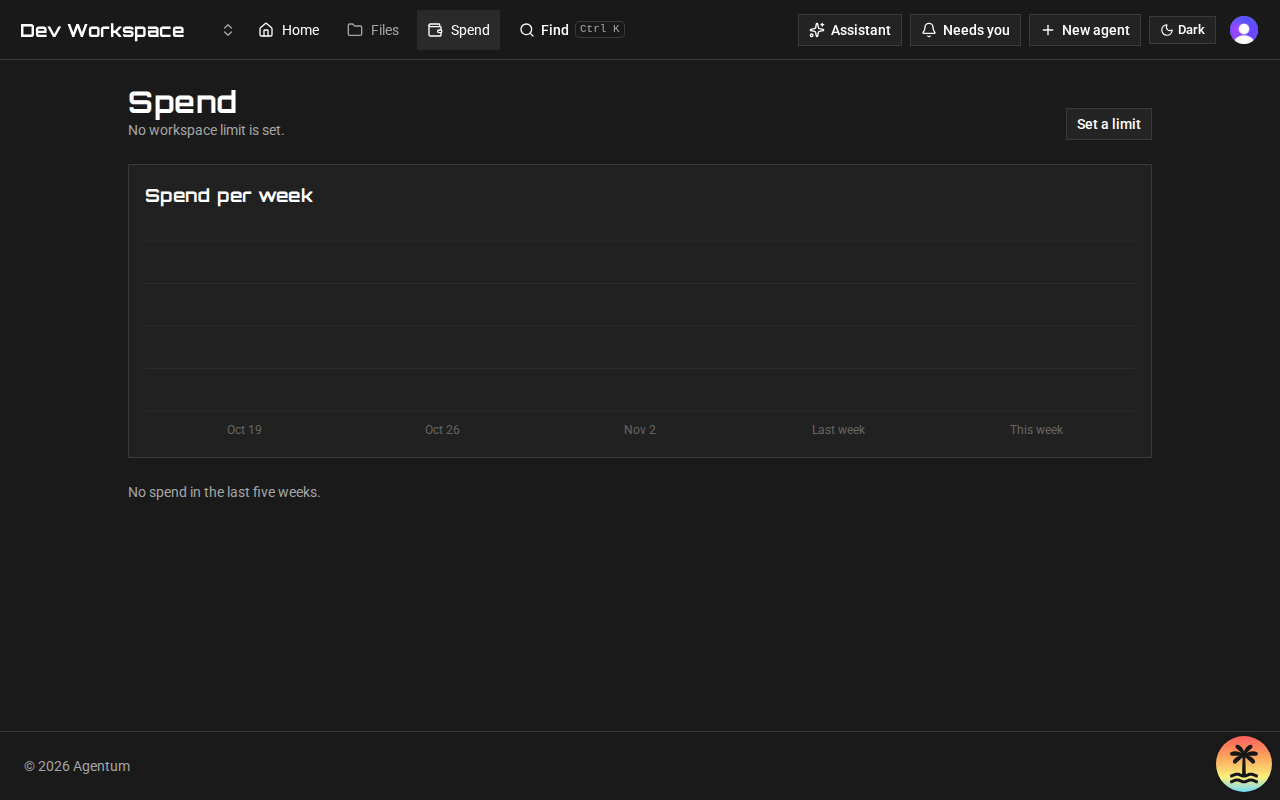 Dev Workspace
Home
Files
Spend
Find Ctrl K
Assistant
Needs you
New agent
Dark
Spend
No workspace limit is set.
Set a limit
Spend per week
Oct 19
Oct 26
Nov 2
Last week
This week
No spend in the last five weeks.
© 2026 Agentum